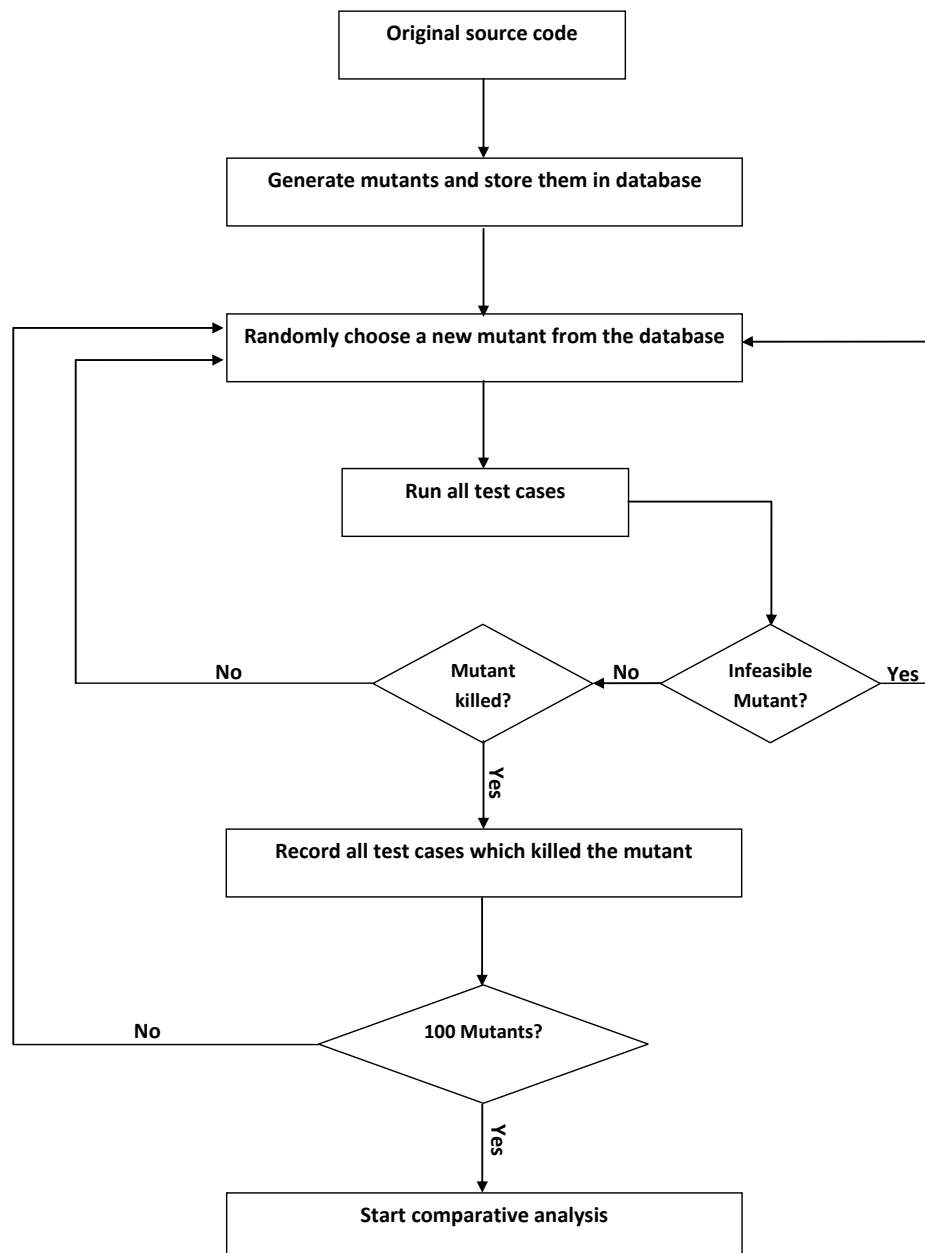 Original source code
Generate mutants and store them in database
Randomly choose a new mutant from the database
Run all test cases
No
Mutant
killed?
No
Infeasible
Mutant?
Yes
Yes
Record all test cases which killed the mutant
No
100 Mutants?
Yes
Start comparative analysis